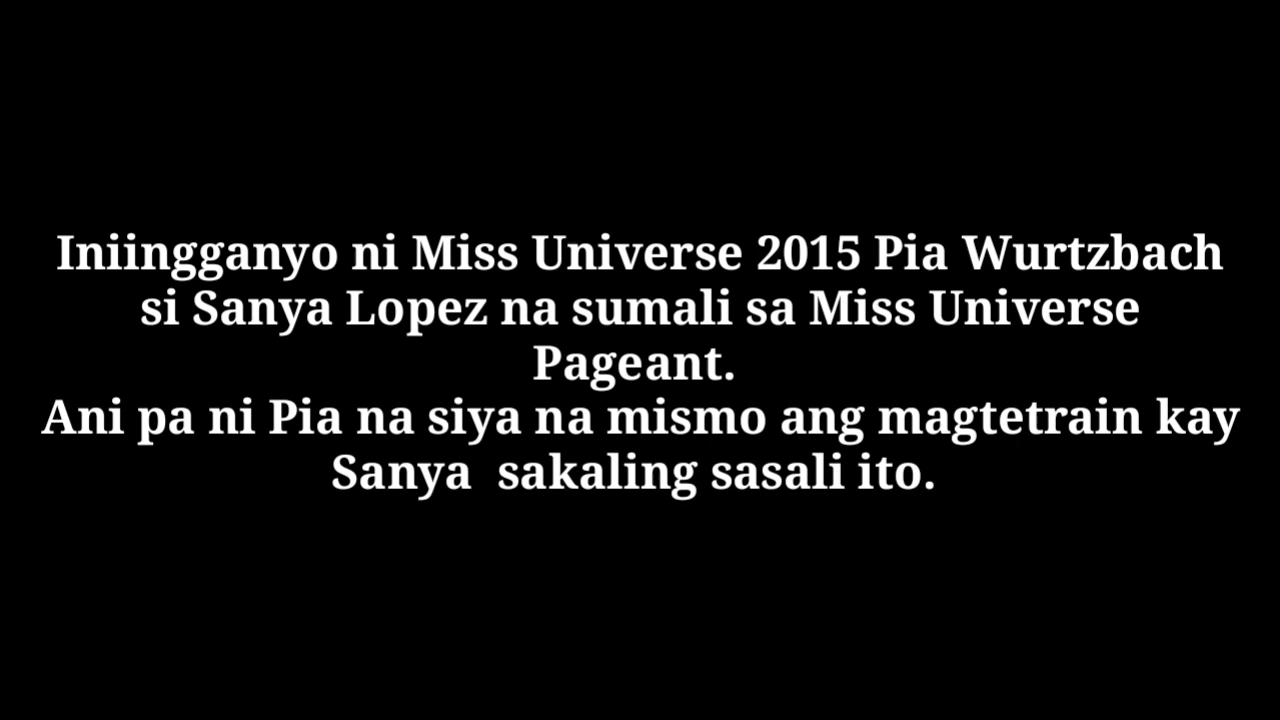 Iniingganyo ni Miss Universe 2015 Pia Wurtzbach
si Sanya Lopez na sumali sa Miss Universe
Pageant.
Ani pa ni Pia na siya na mismo ang magtetrain kay
Sanya  sakaling sasali ito.